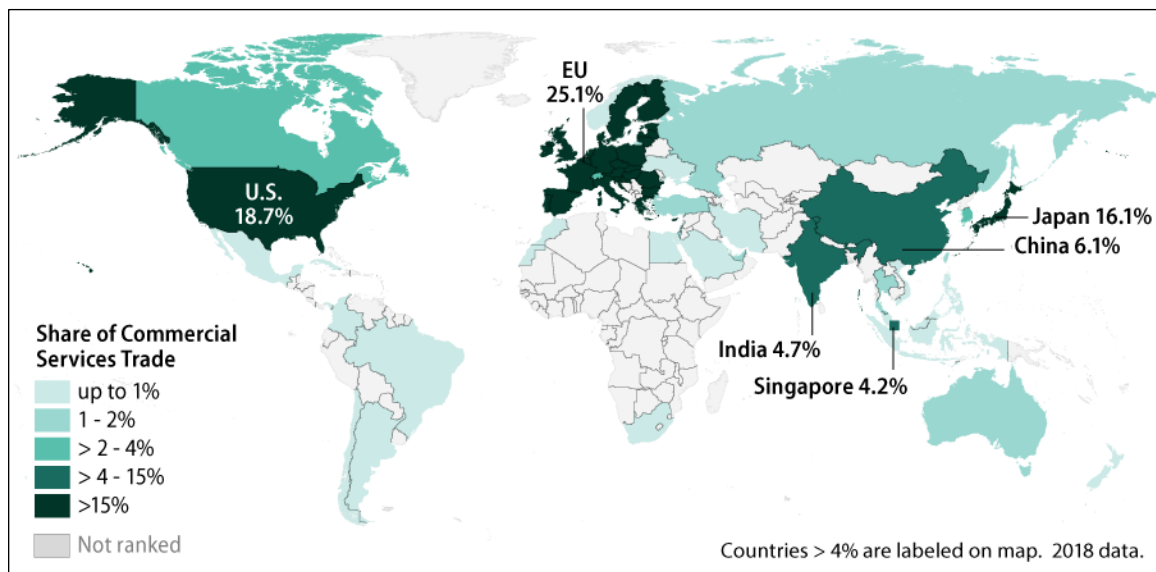 EU
25.1%
U.S.
18.7%
Japan 16.1%
China 6.1%
India 4.7%
Singapore 4.2%
Share of Commercial
Services Trade
up to 1%
1 - 2%
> 2 - 4%
> 4 - 15%
>15%
Not ranked
Countries > 4% are labeled on map. 2018 data.